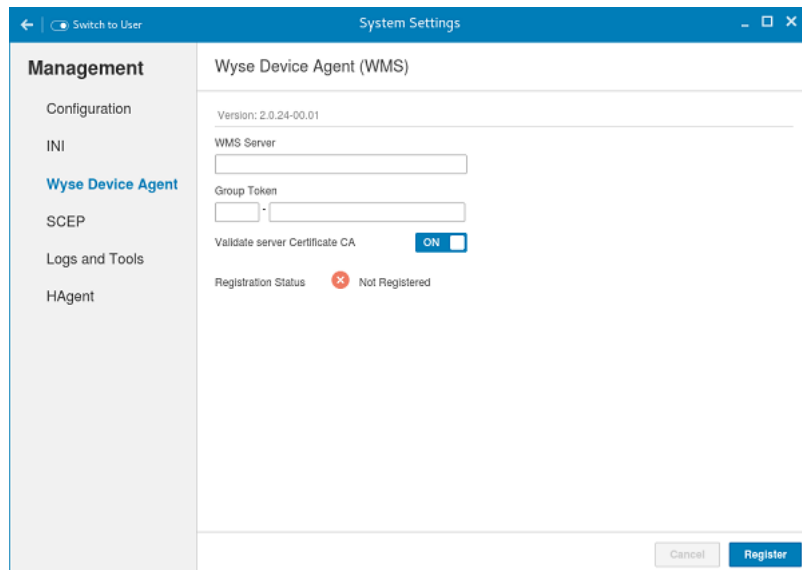 Switch to User
System Settings
Management
Configuration
INI
Wyse Device Agent
SCEP
Logs and Tools
HAgent
Wyse Device Agent (WMS)
Version: 2.0.24-00.01
WMS Server
Group Token
-
Validate server Certificate CA ON
Registration Status Not Registered
Cancel Register